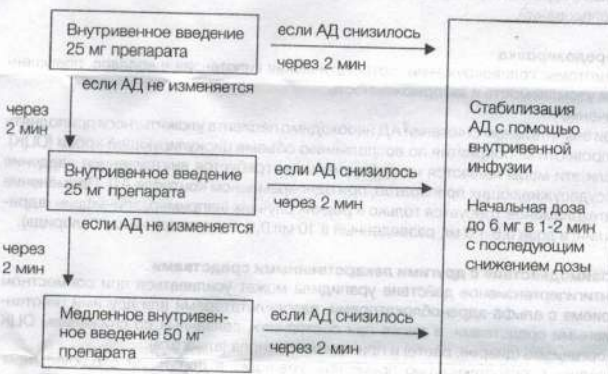 Внутривенное введение
25 мг препарата
если АД снизилось
через 2 мин
если АД не изменяется
через
2 мин
Внутривенное введение
25 мг препарата
если АД снизилось
через 2 мин
если АД не изменяется
через
2 мин
Медленное внутривен-
ное введение 50 мг
препарата
если АД снизилось
через 2 мин
Стабилизация
АД с помощью
внутривенной
инфузии
Начальная доза
до 6 мг в 1-2 мин
с последующим
снижением дозы